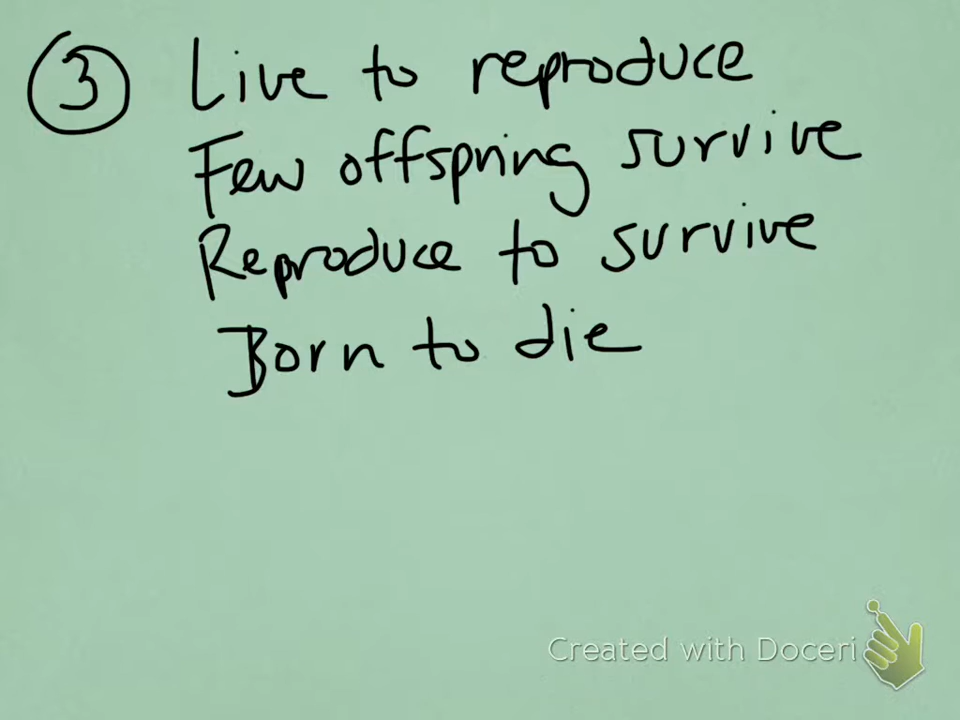 3 Live to reproduce
Few offspring survive
Reproduce to survive
Born to die
Created with Doceri